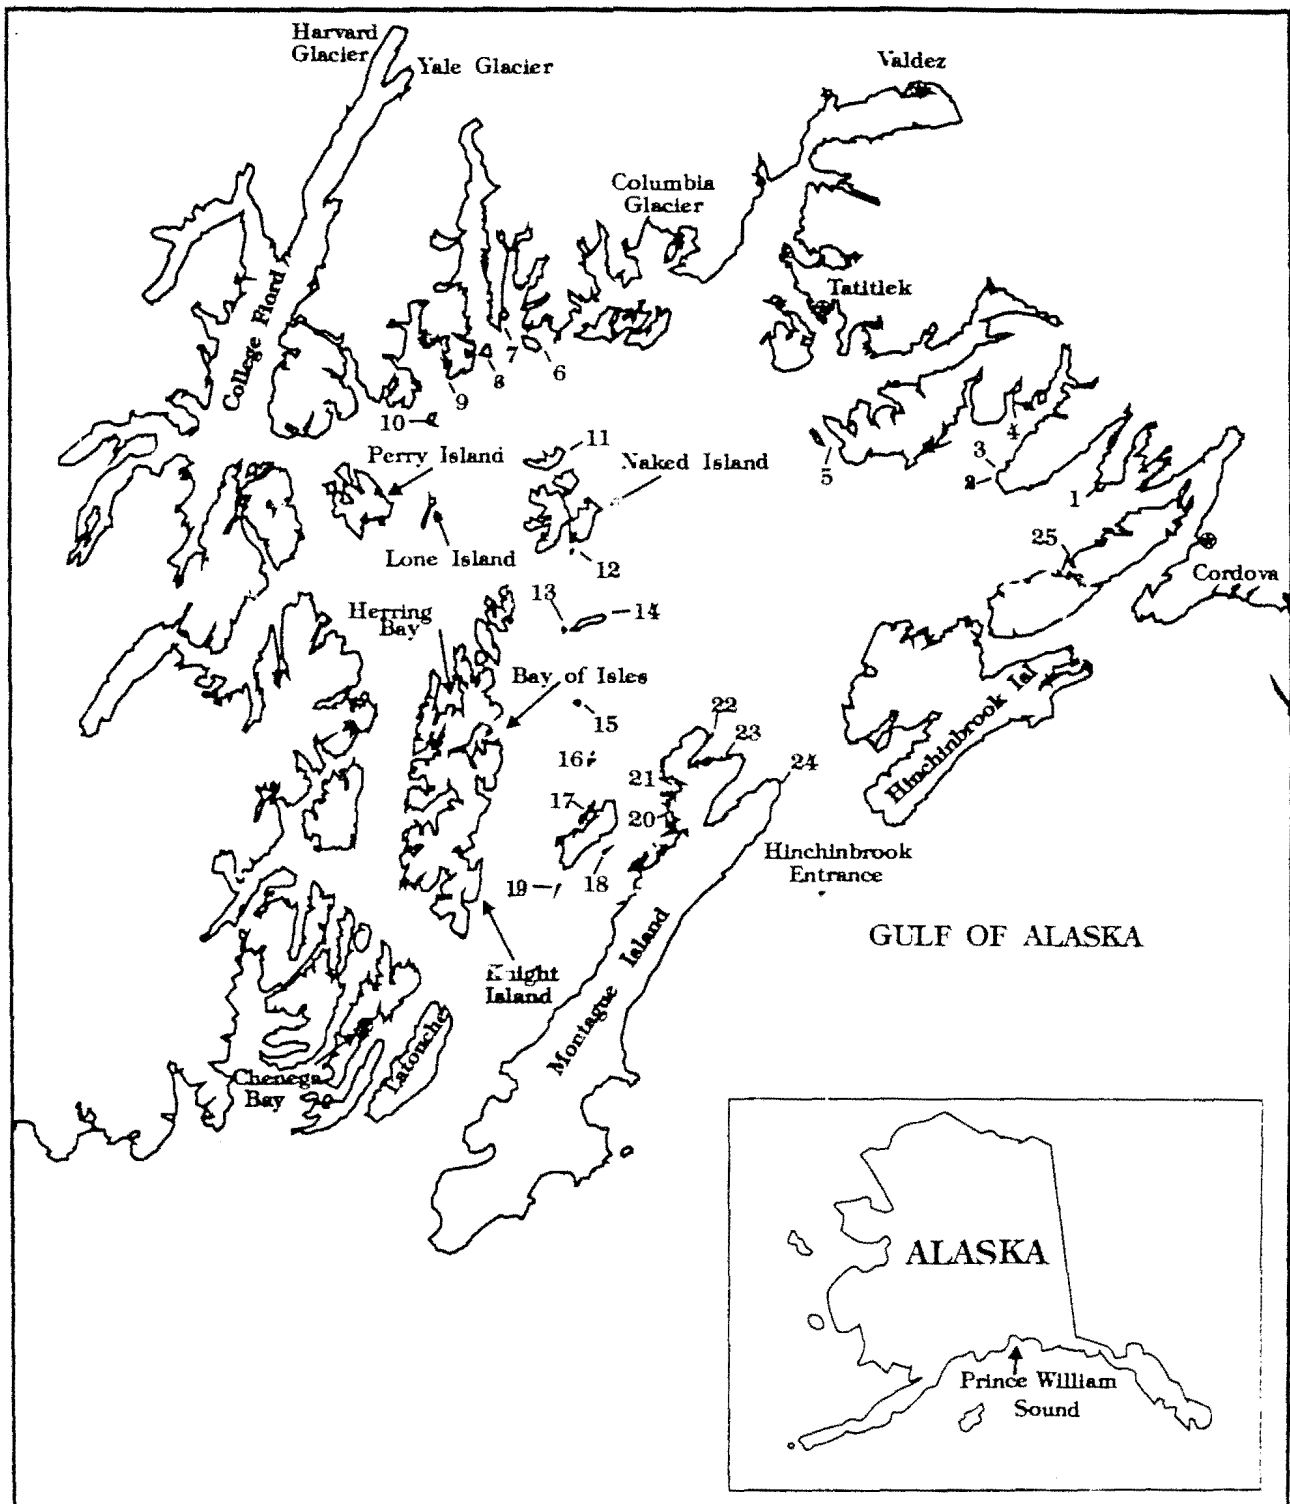 Harvard
Glacier
Yale Glacier
Valdez
Columbia
Glacier
College Fiord
Tatitlek
7
6
8
9
10
4
3
2
1
5
11
Perry Island
Naked Island
Lone Island
12
25
Cordova
13
14
Herring
Bay
Bay of Isles
15
22
23
16
21
24
17
20
Hinchinbrook Isl
Hinchinbrook
Entrance
18
19
GULF OF ALASKA
Knight
Island
Montague Island
Latouche
Chenega
Bay
ALASKA
Prince William
Sound